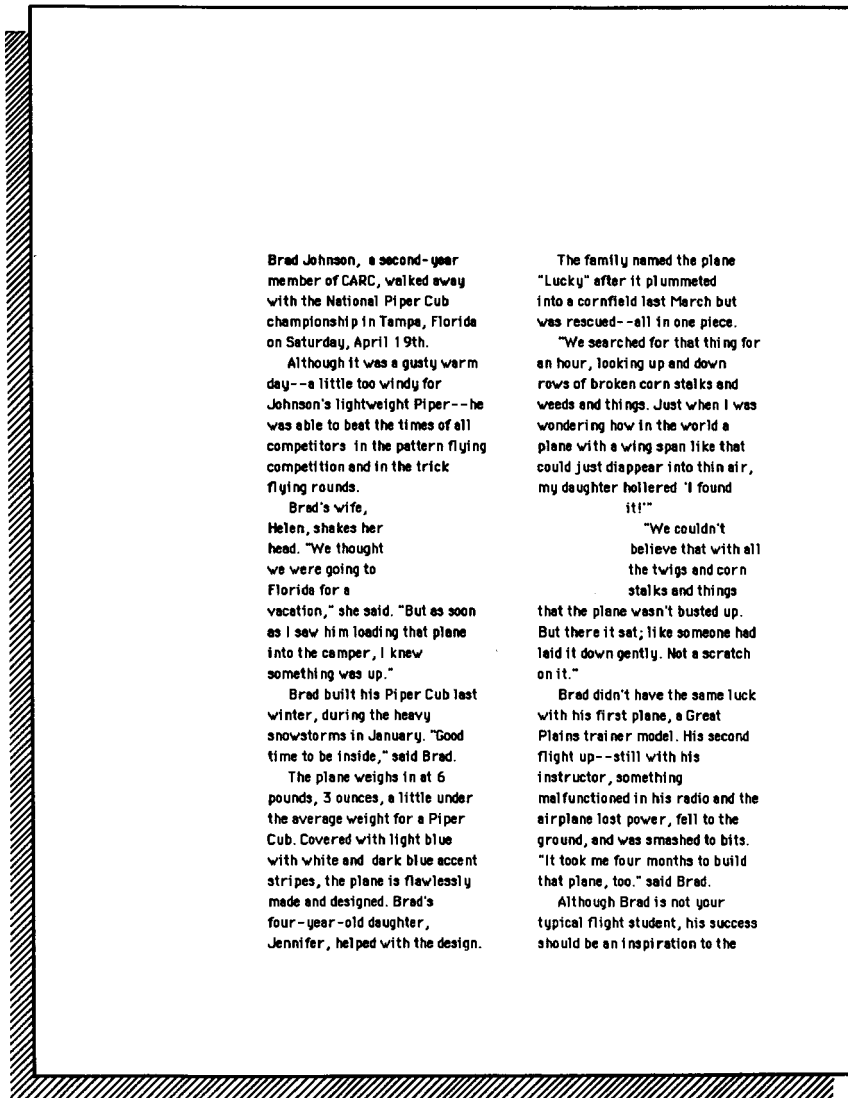 Brad Johnson, a second-year
member of CARC, walked away
with the National Piper Cub
championship in Tampa, Florida
on Saturday, April 19th.
Although it was a gusty warm
day--a little too windy for
Johnson's lightweight Piper--he
was able to beat the times of all
competitors in the pattern flying
competition and in the trick
flying rounds.
Brad's wife,
Helen, shakes her
head. "We thought
we were going to
Florida for a
vacation," she said. "But as soon
as I saw him loading that plane
into the camper, I knew
something was up."
Brad built his Piper Cub last
winter, during the heavy
snowstorms in January. "Good
time to be inside," said Brad.
The plane weighs in at 6
pounds, 3 ounces, a little under
the average weight for a Piper
Cub. Covered with light blue
with white and dark blue accent
stripes, the plane is flawlessly
made and designed. Brad's
four-year-old daughter,
Jennifer, helped with the design.
The family named the plane
"Lucky" after it plummeted
into a cornfield last March but
was rescued--all in one piece.
"We searched for that thing for
an hour, looking up and down
rows of broken corn stalks and
weeds and things. Just when I was
wondering how in the world a
plane with a wing span like that
could just diappear into thin air,
my daughter hollered 'I found
it!'"
"We couldn't
believe that with all
the twigs and corn
stalks and things
that the plane wasn't busted up.
But there it sat; like someone had
laid it down gently. Not a scratch
on it."
Brad didn't have the same luck
with his first plane, a Great
Plains trainer model. His second
flight up--still with his
instructor, something
malfunctioned in his radio and the
airplane lost power, fell to the
ground, and was smashed to bits.
"It took me four months to build
that plane, too." said Brad.
Although Brad is not your
typical flight student, his success
should be an inspiration to the